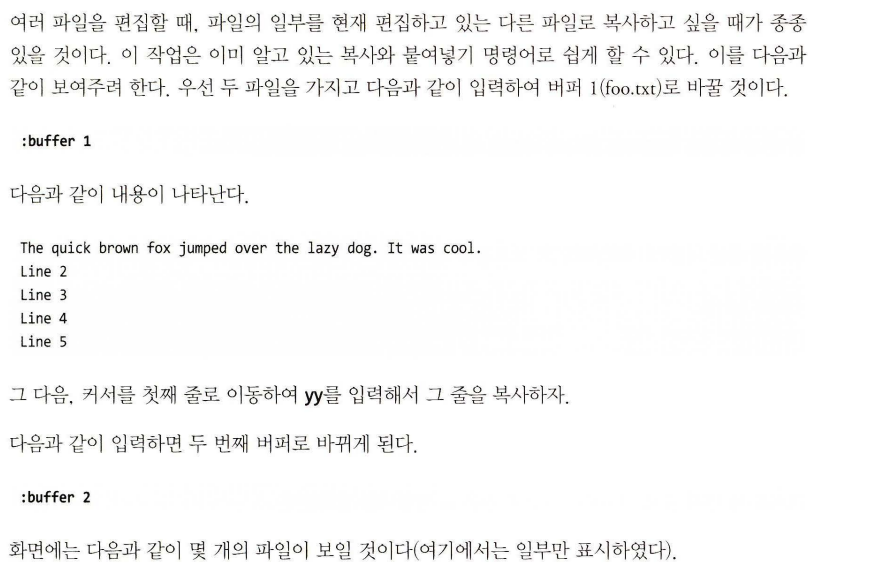 여러 파일을 편집할 때, 파일의 일부를 현재 편집하고 있는 다른 파일로 복사하고 싶을 때가 종종
있을 것이다. 이 작업은 이미 알고 있는 복사와 붙여넣기 명령어로 쉽게 할 수 있다. 이를 다음과
같이 보여주려 한다. 우선 두 파일을 가지고 다음과 같이 입력하여 버퍼 1(foo.txt)로 바꿀 것이다.
:buffer 1
다음과 같이 내용이 나타난다.
The quick brown fox jumped over the lazy dog. It was cool.
Line 2
Line 3
Line 4
Line 5
그 다음, 커서를 첫째 줄로 이동하여 yy를 입력해서 그 줄을 복사하자.
다음과 같이 입력하면 두 번째 버퍼로 바뀌게 된다.
:buffer 2
화면에는 다음과 같이 몇 개의 파일이 보일 것이다(여기에서는 일부만 표시하였다).